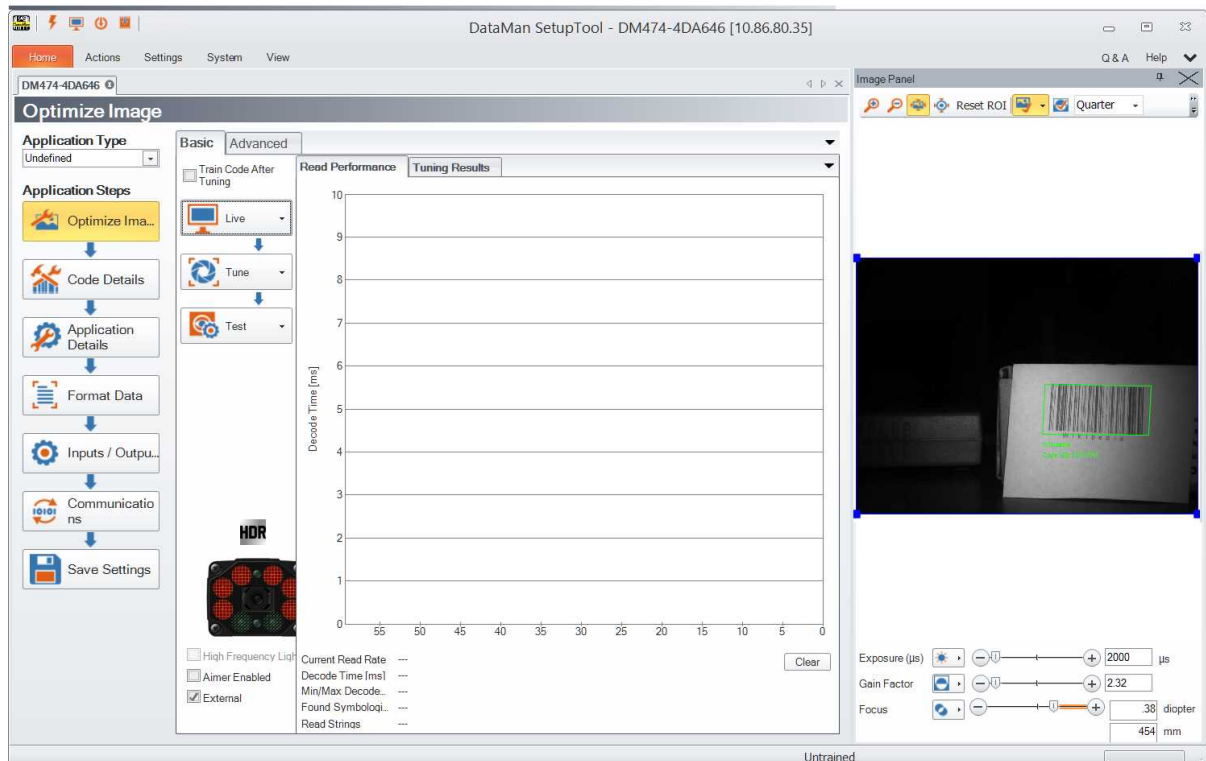 DataMan SetupTool - DM474-4DA646 [10.86.80.35]
Home Actions Settings System View
Q & A Help
DM474-4DA646
Optimize Image
Application Type
Undefined
Application Steps
Optimize Ima...
Code Details
Application
Details
Format Data
Inputs / Outpu...
Communicatio
ns
Save Settings
Basic Advanced
Train Code After
Tuning
Live
Tune
Test
HDR
High Frequency Ligh
Aimer Enabled
External
Read Performance Tuning Results
Decode Time [ms]
10
9
8
7
6
5
4
3
2
1
0
55 50 45 40 35 30 25 20 15 10 5 0
Current Read Rate ---
Decode Time [ms] ---
Min/Max Decode... ---
Found Symbologi... ---
Read Strings ---
Clear
Image Panel
Reset ROI Quarter
WIKIPEDIA
Exposure (µs) 2000 µs
Gain Factor 2.32
Focus .38 diopter
454 mm
Untrained